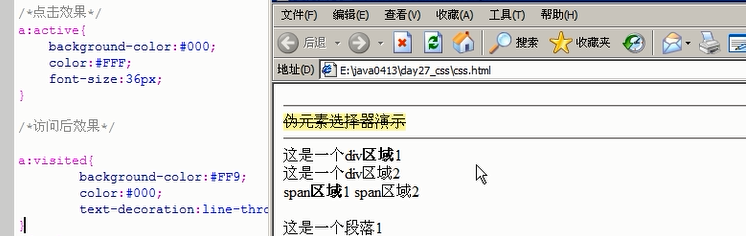 /*点击效果*/
a:active{
background-color:#000;
color:#FFF;
font-size:36px;
}
/*访问后效果*/
a:visited{
background-color:#FF9;
color:#000;
text-decoration:line-thro
}
文件(F) 编辑(E) 查看(V) 收藏(A) 工具(T) 帮助(H)
后退 搜索 收藏夹
地址(D) E:\java0413\day27_css\css.html
伪元素选择器演示
这是一个div区域1
这是一个div区域2
span区域1 span区域2
这是一个段落1